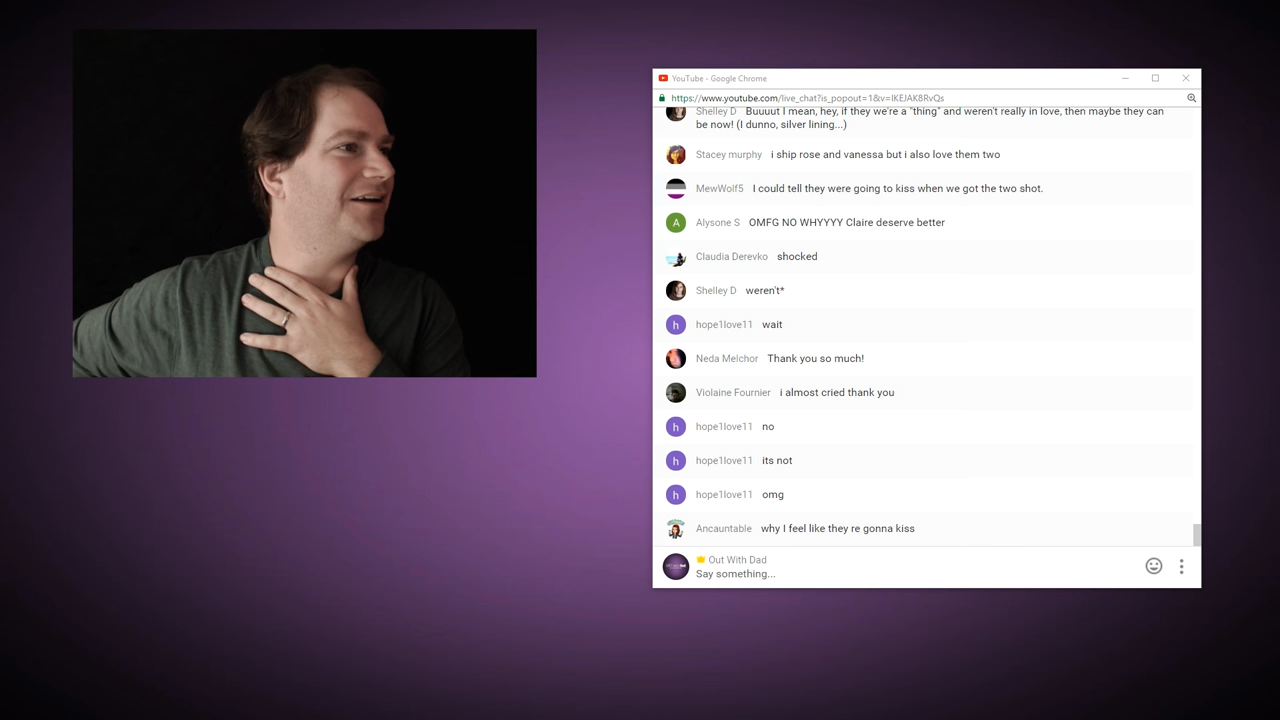 YouTube - Google Chrome
https://www.youtube.com/live_chat?is_popout=1&v=IKEJAK8RvQs
Shelley D Buuuut I mean, hey, if they we're a "thing" and weren't really in love, then maybe they can
be now! (I dunno, silver lining...)
Stacey murphy i ship rose and vanessa but i also love them two
MewWolf5 I could tell they were going to kiss when we got the two shot.
A Alysone S OMFG NO WHYYYY Claire deserve better
Claudia Derevko shocked
Shelley D weren't*
h hope1love11 wait
Neda Melchor Thank you so much!
Violaine Fournier i almost cried thank you
h hope1love11 no
h hope1love11 its not
h hope1love11 omg
Ancauntable why I feel like they re gonna kiss
Out With Dad
Say something...